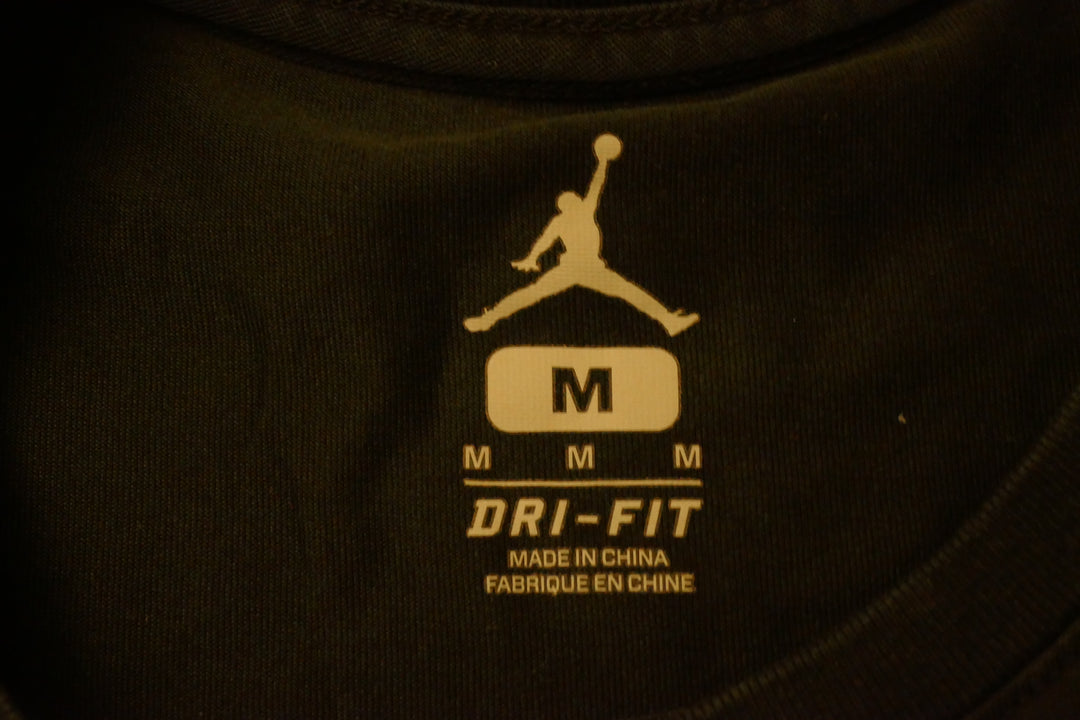 M
M M M
DRI-FIT
MADE IN CHINA
FABRIQUE EN CHINE